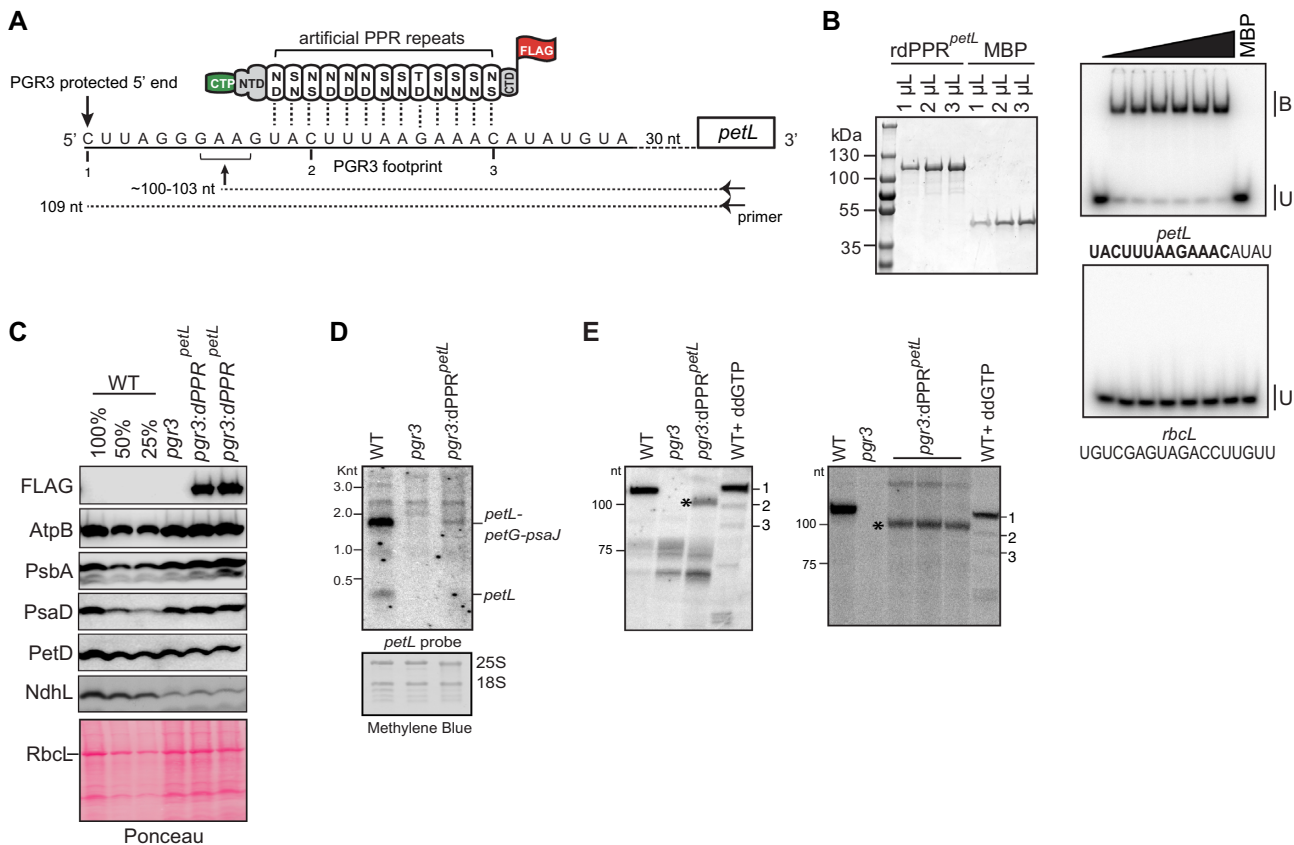 A
artificial PPR repeats
FLAG
CTP NTD N S N N N N S S T S S S N CTD
D N S D D D N N D N N N S
PGR3 protected 5' end
5' C U U A G G G G A A G U A C U U U A A G A A A C A U A U G U A 30 nt petL 3'
1 2 PGR3 footprint 3
~100-103 nt
109 nt
primer
B
rdPPR petL MBP
1 µL 2 µL 3 µL 1 µL 2 µL 3 µL
kDa
130
100
55
35
MBP
B
U
petL
UACUUUAAGAAACAUAU
U
rbcL
UGUCGAGUAGACCUUGUU
C
WT
100% 50% 25% pgr3 pgr3:dPPR petL pgr3:dPPR petL
FLAG
AtpB
PsbA
PsaD
PetD
NdhL
RbcL
Ponceau
D
WT pgr3 pgr3:dPPR petL
Knt
3.0
2.0
1.0
0.5
petL-
petG-psaJ
petL
petL probe
25S
18S
Methylene Blue
E
WT pgr3 pgr3:dPPR petL WT+ ddGTP
nt
100
75
*
1
2
3
WT pgr3 pgr3:dPPR petL WT+ ddGTP
nt
100
75
*
1
2
3